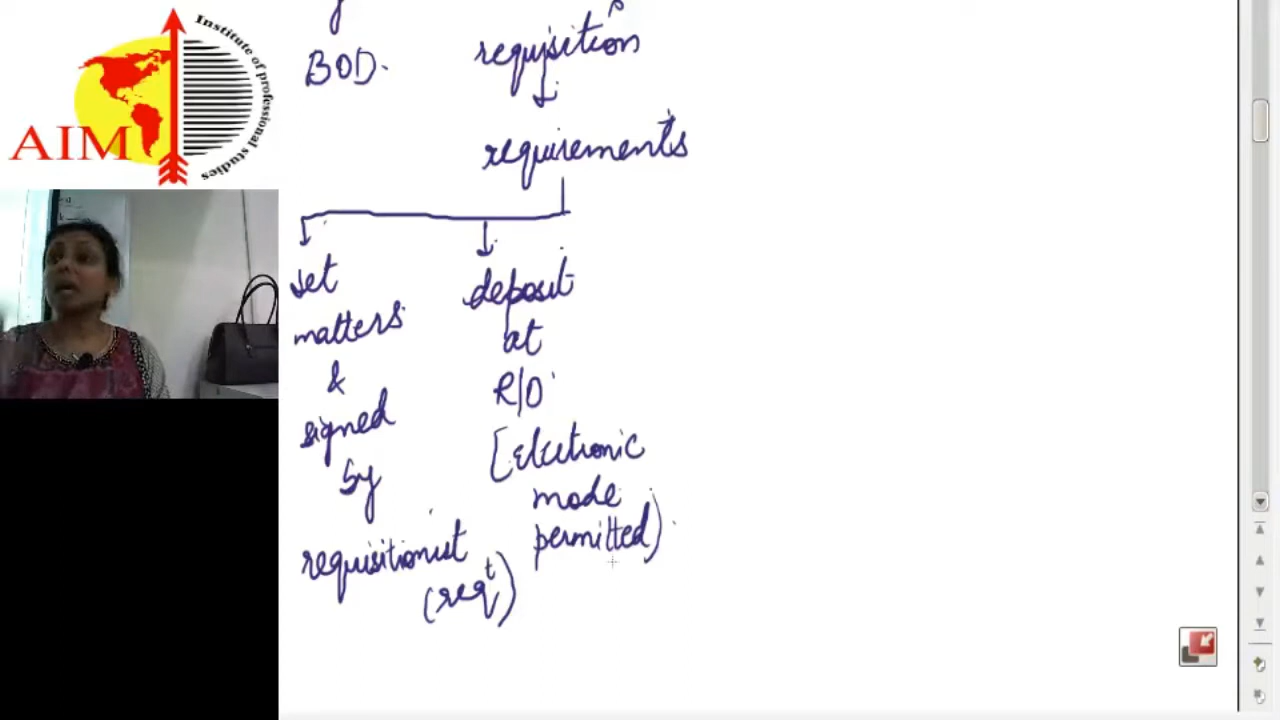 AIM
Institute of professional studies
BOD.
requisition
requirements
set
matters
&
signed
by
requisitionist
(reqt)
deposit
at
R/O
[electronic
mode
permitted)